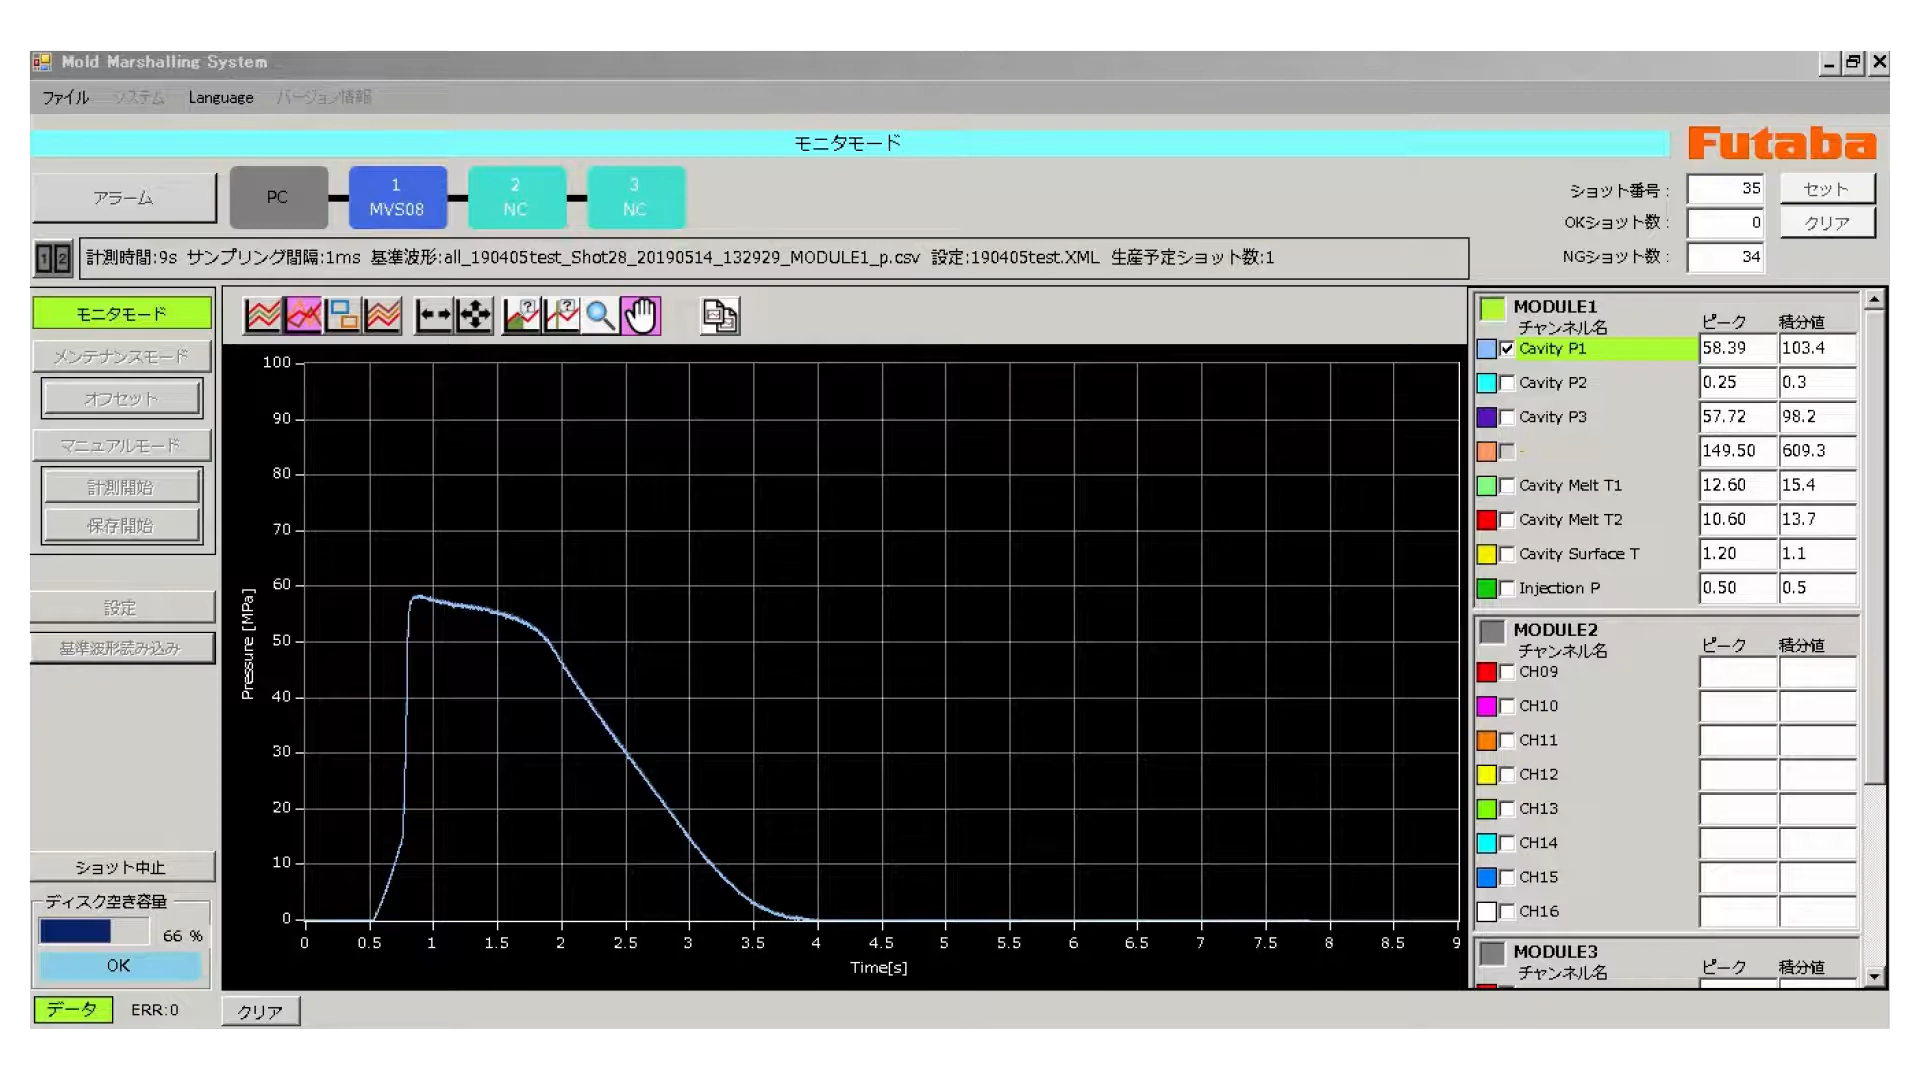 Mold Marshalling System
ファイル システム Language バージョン情報
モニタモード
Futaba
アラーム
PC
1
MVS08
2
NC
3
NC
ショット番号: 35 セット
OKショット数: 0 クリア
NGショット数: 34
1 2
計測時間:9s サンプリング間隔:1ms 基準波形:all_190405test_Shot28_20190514_132929_MODULE1_p.csv 設定:190405test.XML 生産予定ショット数:1
モニタモード
メンテナンスモード
オフセット
マニュアルモード
計測開始
保存開始
設定
基準波形読み込み
ショット中止
ディスク空き容量
66 %
OK
データ ERR:0 クリア
100
90
80
70
60
50
40
30
20
10
0
Pressure [MPa]
0 0.5 1 1.5 2 2.5 3 3.5 4 4.5 5 5.5 6 6.5 7 7.5 8 8.5 9
Time[s]
MODULE1
チャンネル名 ピーク 積分値
Cavity P1 58.39 103.4
Cavity P2 0.25 0.3
Cavity P3 57.72 98.2
- 149.50 609.3
Cavity Melt T1 12.60 15.4
Cavity Melt T2 10.60 13.7
Cavity Surface T 1.20 1.1
Injection P 0.50 0.5
MODULE2
チャンネル名 ピーク 積分値
CH09
CH10
CH11
CH12
CH13
CH14
CH15
CH16
MODULE3
チャンネル名 ピーク 積分値